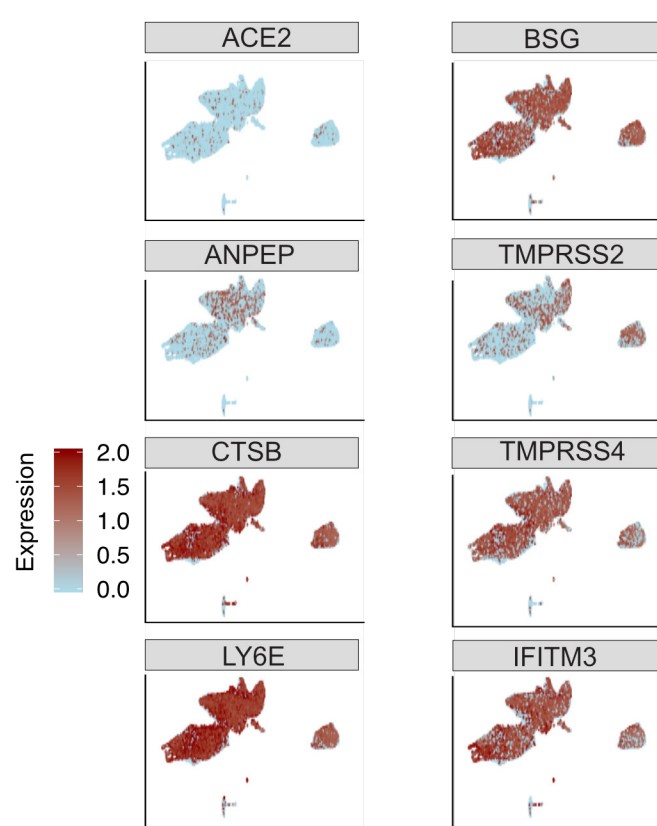 ACE2
BSG
ANPEP
TMPRSS2
CTSB
TMPRSS4
Expression
2.0
1.5
1.0
0.5
0.0
LY6E
IFITM3